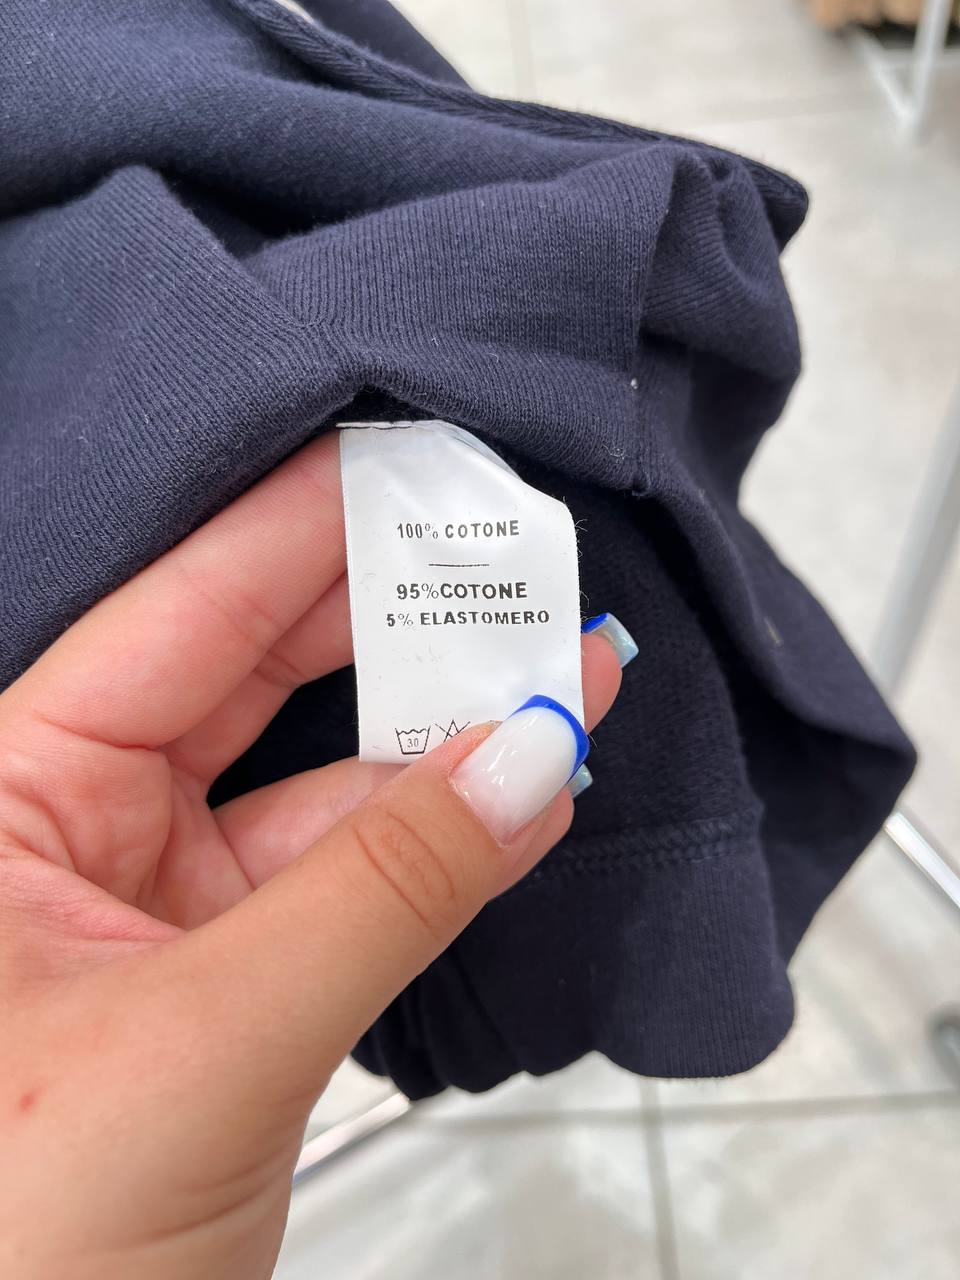 100% COTONE
95%COTONE
5% ELASTOMERO
30